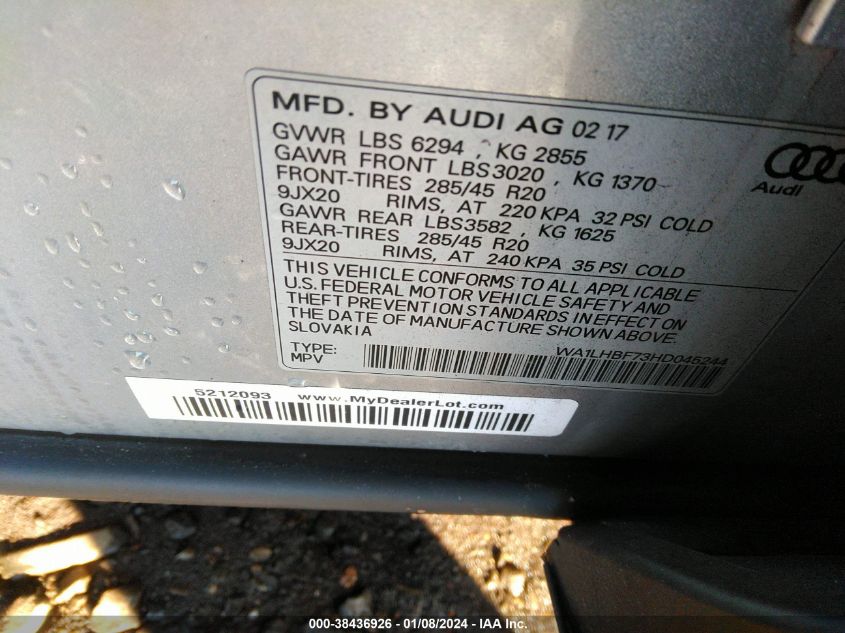 MFD. BY AUDI AG 02 17
GVWR LBS 6294 , KG 2855
GAWR FRONT LBS3020 , KG 1370
FRONT-TIRES 285/45 R20
9JX20 RIMS, AT 220 KPA 32 PSI COLD
GAWR REAR LBS3582 , KG 1625
REAR-TIRES 285/45 R20
9JX20 RIMS, AT 240 KPA 35 PSI COLD
Audi
THIS VEHICLE CONFORMS TO ALL APPLICABLE
U.S. FEDERAL MOTOR VEHICLE SAFETY AND
THEFT PREVENTION STANDARDS IN EFFECT ON
THE DATE OF MANUFACTURE SHOWN ABOVE.
SLOVAKIA
TYPE: WA1LHBF73HD045244
MPV
5212093 www.MyDealerLot.com
000-38436926 - 01/08/2024 - IAA Inc.